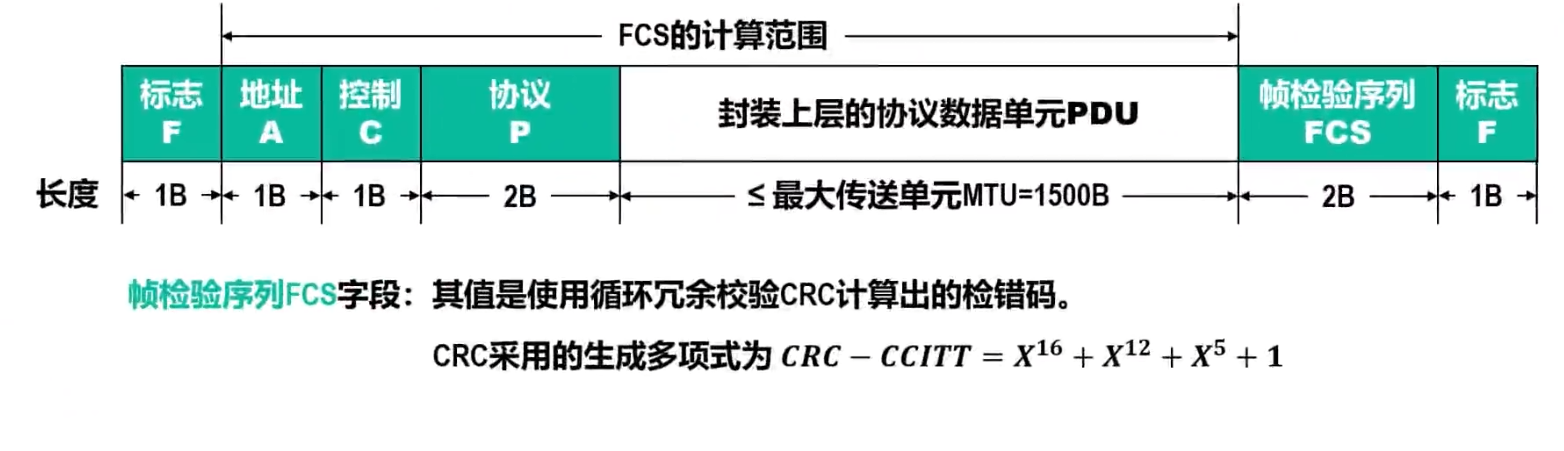 FCS的计算范围
标志 地址 控制 协议 封装上层的协议数据单元PDU 帧检验序列 标志
F A C P FCS F
长度 1B 1B 1B 2B ≤最大传送单元MTU=1500B 2B 1B
帧检验序列FCS字段：其值是使用循环冗余校验CRC计算出的检错码。
CRC采用的生成多项式为 CRC − CCITT = X¹⁶ + X¹² + X⁵ + 1